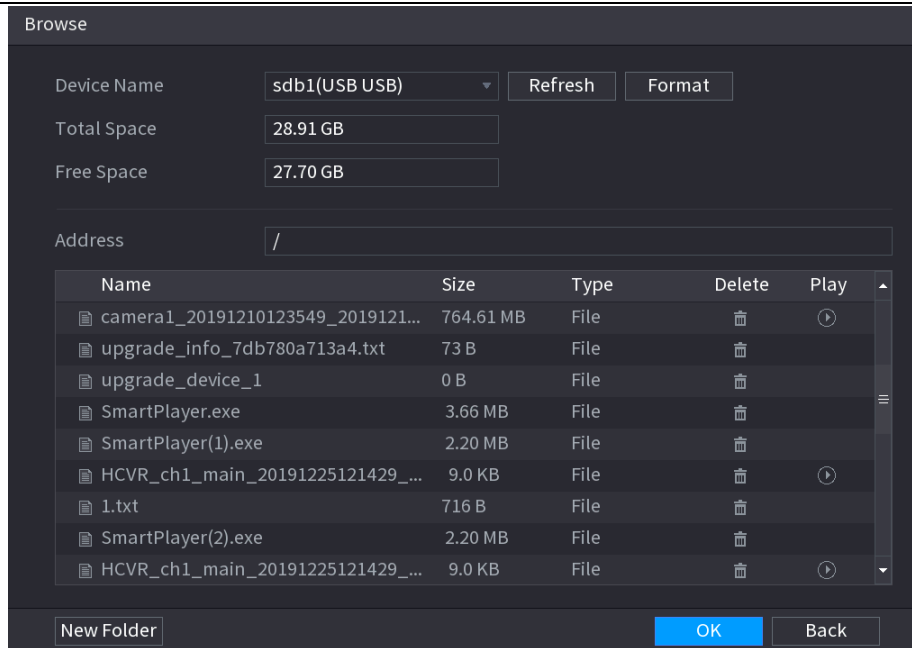 Browse
Device Name sdb1(USB USB) Refresh Format
Total Space 28.91 GB
Free Space 27.70 GB
Address /
Name Size Type Delete Play
camera1_20191210123549_2019121... 764.61 MB File
upgrade_info_7db780a713a4.txt 73 B File
upgrade_device_1 0 B File
SmartPlayer.exe 3.66 MB File
SmartPlayer(1).exe 2.20 MB File
HCVR_ch1_main_20191225121429_... 9.0 KB File
1.txt 716 B File
SmartPlayer(2).exe 2.20 MB File
HCVR_ch1_main_20191225121429_... 9.0 KB File
New Folder OK Back